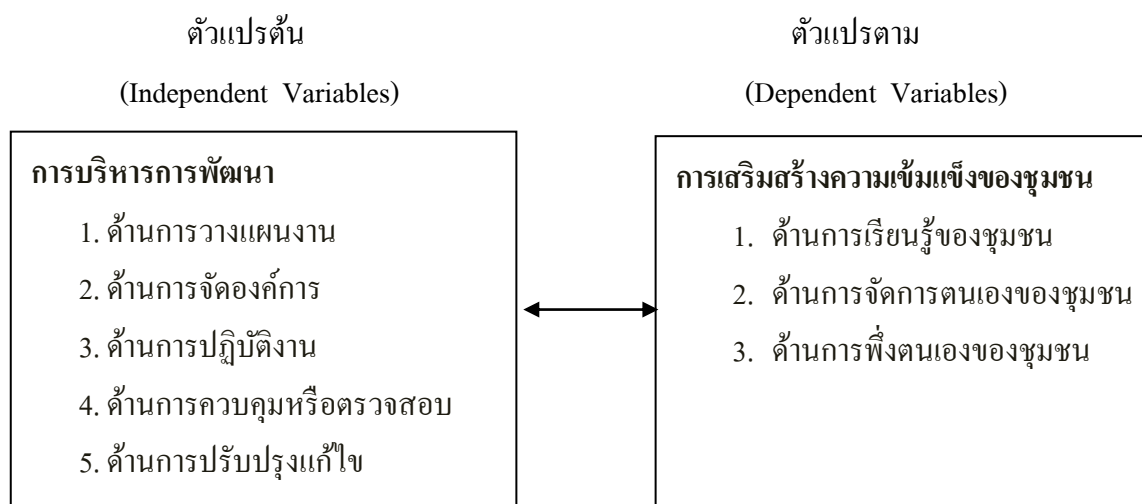 ตัวแปรต้น
(Independent Variables)
การบริหารการพัฒนา
1. ด้านการวางแผนงาน
2. ด้านการจัดองค์การ
3. ด้านการปฏิบัติงาน
4. ด้านการควบคุมหรือตรวจสอบ
5. ด้านการปรับปรุงแก้ไข
ตัวแปรตาม
(Dependent Variables)
การเสริมสร้างความเข้มแข็งของชุมชน
1. ด้านการเรียนรู้ของชุมชน
2. ด้านการจัดการตนเองของชุมชน
3. ด้านการพึ่งตนเองของชุมชน